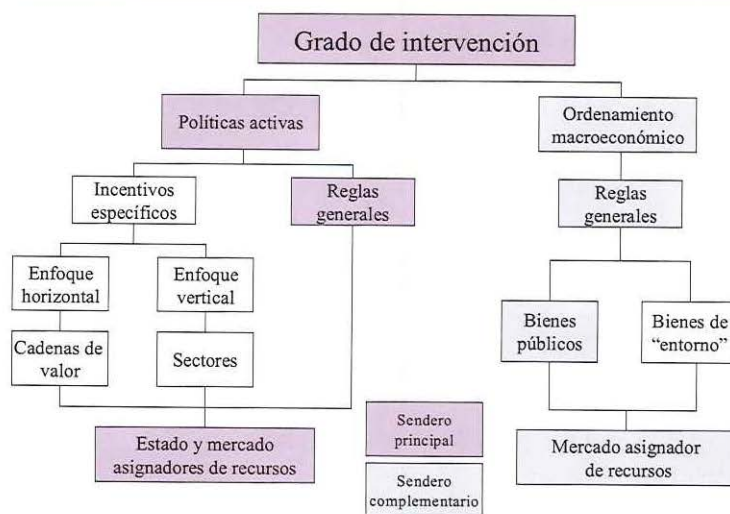 Grado de intervención
Políticas activas
Ordenamiento
macroeconómico
Incentivos
específicos
Reglas
generales
Reglas
generales
Enfoque
horizontal
Enfoque
vertical
Cadenas de
valor
Sectores
Bienes
públicos
Bienes de
“entorno”
Estado y mercado
asignadores de recursos
Sendero
principal
Sendero
complementario
Mercado asignador
de recursos